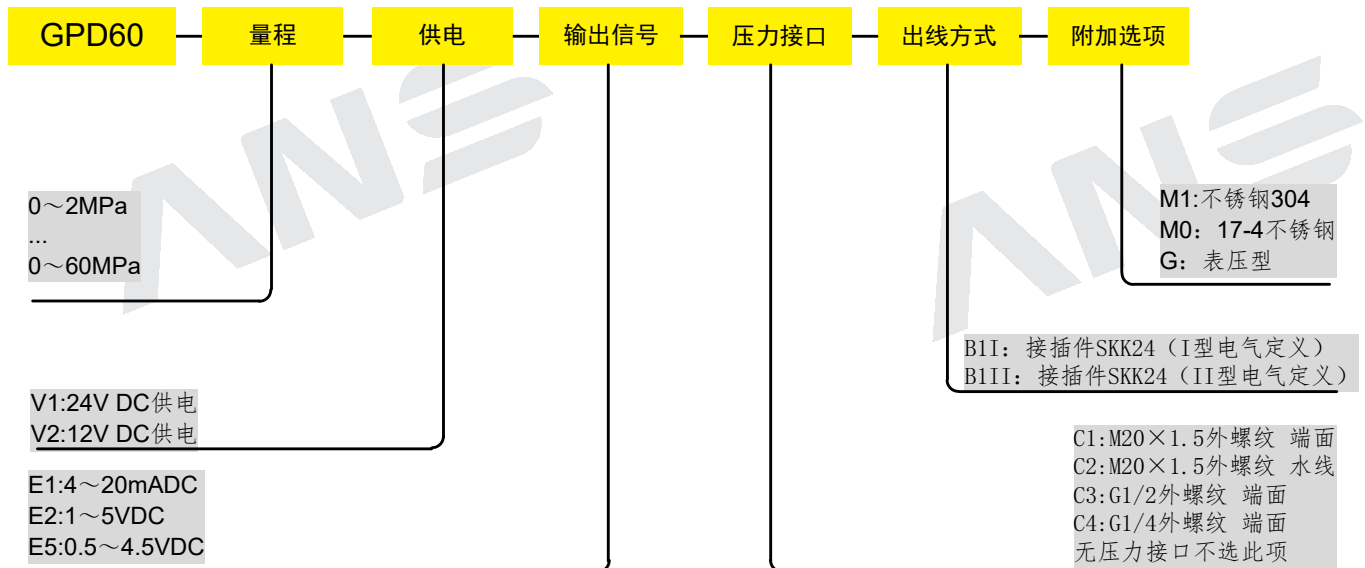 GPD60
量程
供电
输出信号
压力接口
出线方式
附加选项
ANS
ANS
0～2MPa
...
0～60MPa
M1:不锈钢304
M0：17-4不锈钢
G：表压型
B1I：接插件SKK24（I型电气定义）
B1II：接插件SKK24（II型电气定义）
V1:24V DC供电
V2:12V DC供电
C1:M20×1.5外螺纹 端面
C2:M20×1.5外螺纹 水线
C3:G1/2外螺纹 端面
C4:G1/4外螺纹 端面
无压力接口不选此项
E1:4～20mADC
E2:1～5VDC
E5:0.5～4.5VDC